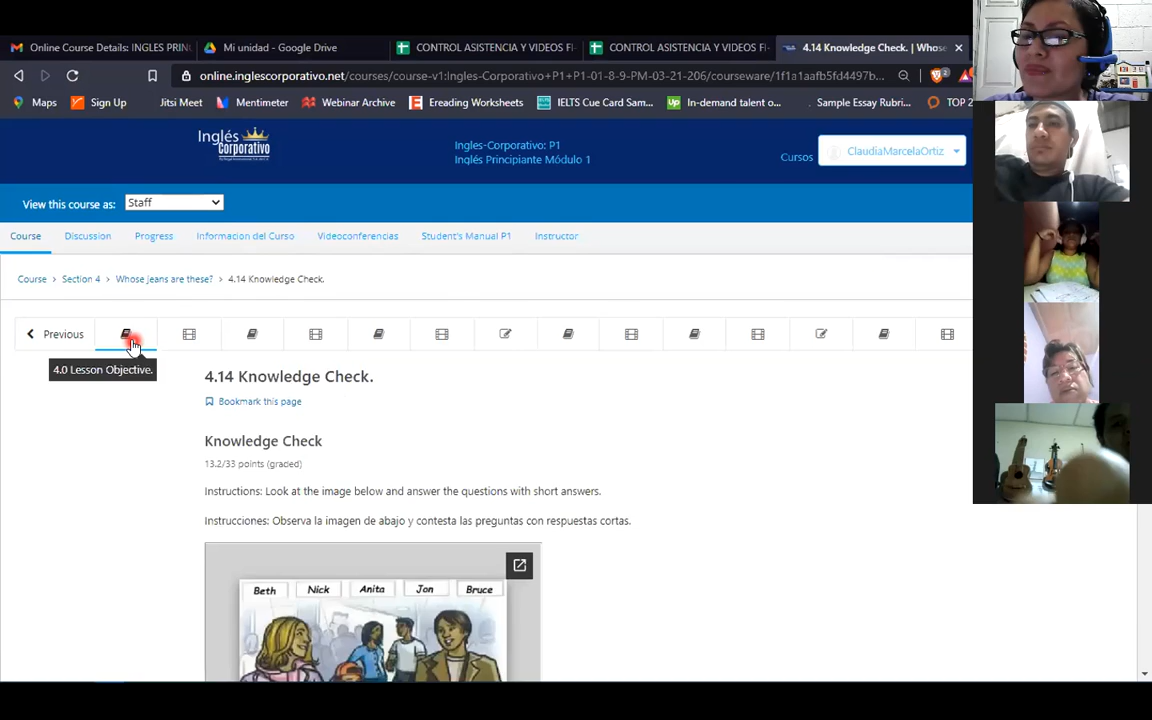 Online Course Details: INGLES PRIN
Mi unidad - Google Drive
CONTROL ASISTENCIA Y VIDEOS FI
CONTROL ASISTENCIA Y VIDEOS FI
4.14 Knowledge Check. | Whos
online.inglescorporativo.net/courses/course-v1:Ingles-Corporativo+P1+P1-01-8-9-PM-03-21-206/courseware/1f1a1aafb5fd4497b...
2
Maps
Sign Up
Jitsi Meet
Mentimeter
Webinar Archive
Ereading Worksheets
IELTS Cue Card Sam...
In-demand talent o...
Sample Essay Rubri...
TOP 2
Inglés
Corporativo
Ingles-Corporativo: P1
Inglés Principiante Módulo 1
Cursos
ClaudiaMarcelaOrtiz
View this course as:
Staff
Course
Discussion
Progress
Informacion del Curso
Videoconferencias
Student's Manual P1
Instructor
Course > Section 4 > Whose jeans are these? > 4.14 Knowledge Check.
Previous
4.0 Lesson Objective.
4.14 Knowledge Check.
Bookmark this page
Knowledge Check
13.2/33 points (graded)
Instructions: Look at the image below and answer the questions with short answers.
Instrucciones: Observa la imagen de abajo y contesta las preguntas con respuestas cortas.
Beth
Nick
Anita
Jon
Bruce